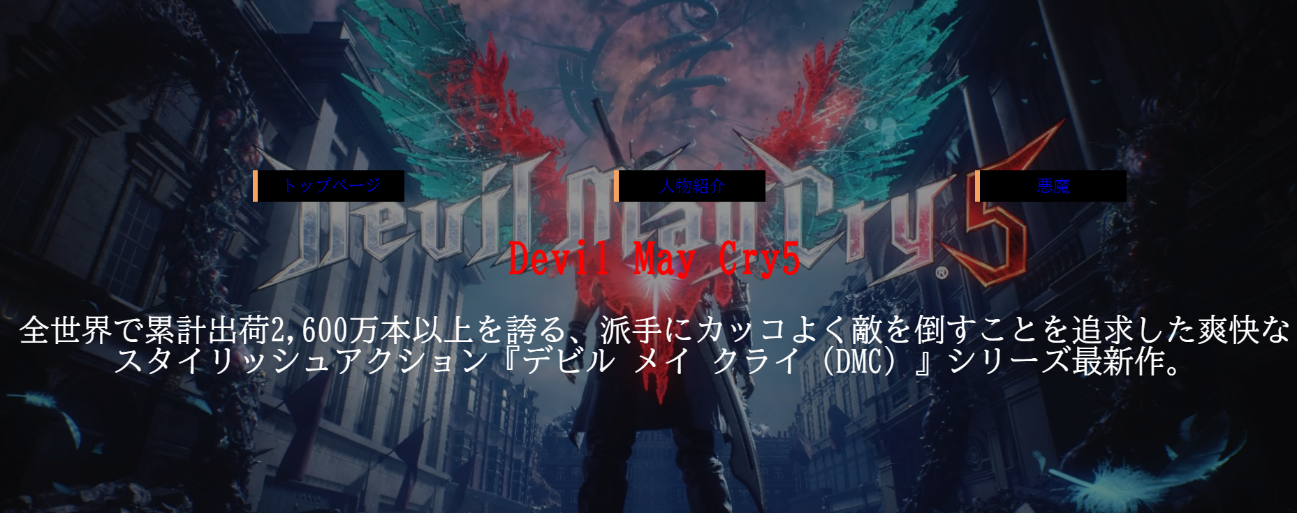 トップページ
人物紹介
悪魔
Devil May Cry 5
®
Devil May Cry5
全世界で累計出荷2,600万本以上を誇る、派手にカッコよく敵を倒すことを追求した爽快な
スタイリッシュアクション『デビル メイ クライ（DMC）』シリーズ最新作。